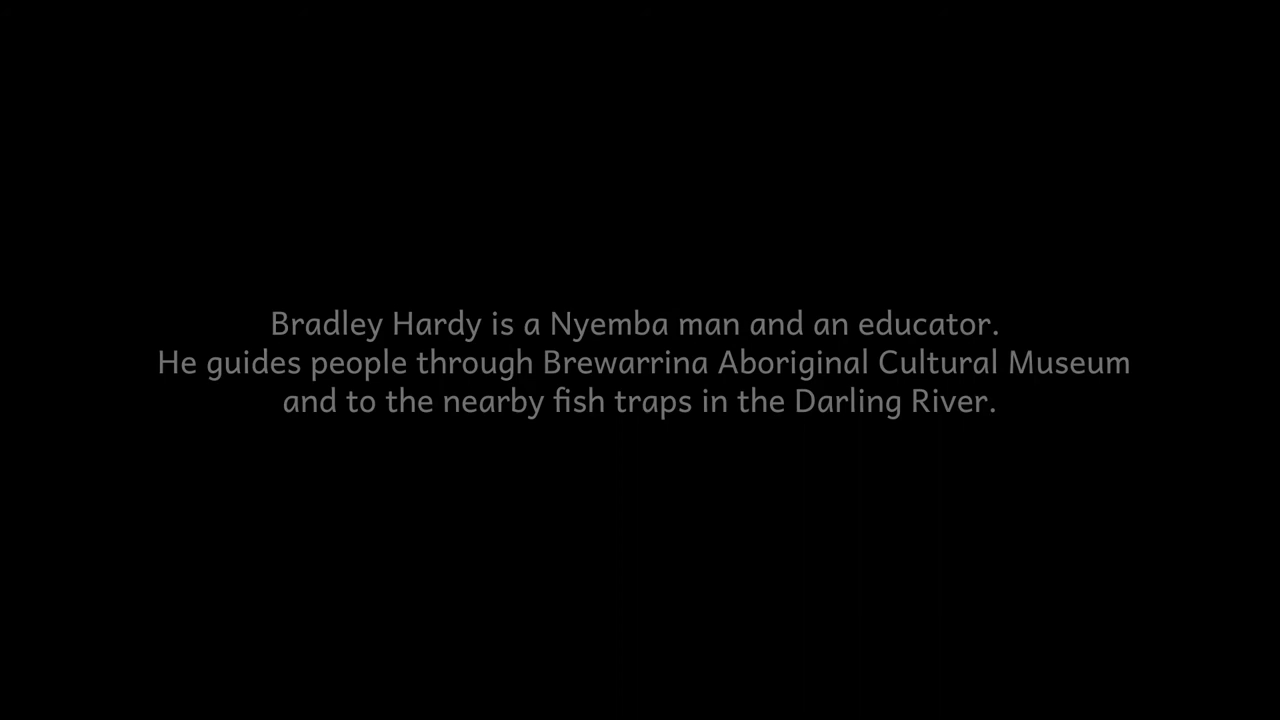 Bradley Hardy is a Nyemba man and an educator.
He guides people through Brewarrina Aboriginal Cultural Museum
and to the nearby fish traps in the Darling River.